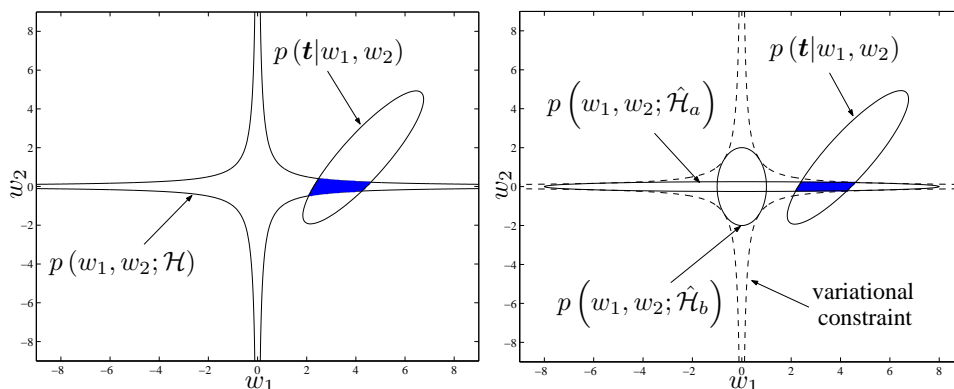 8
6
4
2
0
−2
−4
−6
−8
w₂
p (t|w₁, w₂)
p (w₁, w₂; ℋ)
−8 −6 −4 −2 0 2 4 6 8
w₁
8
6
4
2
0
−2
−4
−6
−8
w₂
p (t|w₁, w₂)
p (w₁, w₂; ℋ̂ₐ)
p (w₁, w₂; ℋ̂_b)
variational
constraint
−8 −6 −4 −2 0 2 4 6 8
w₁